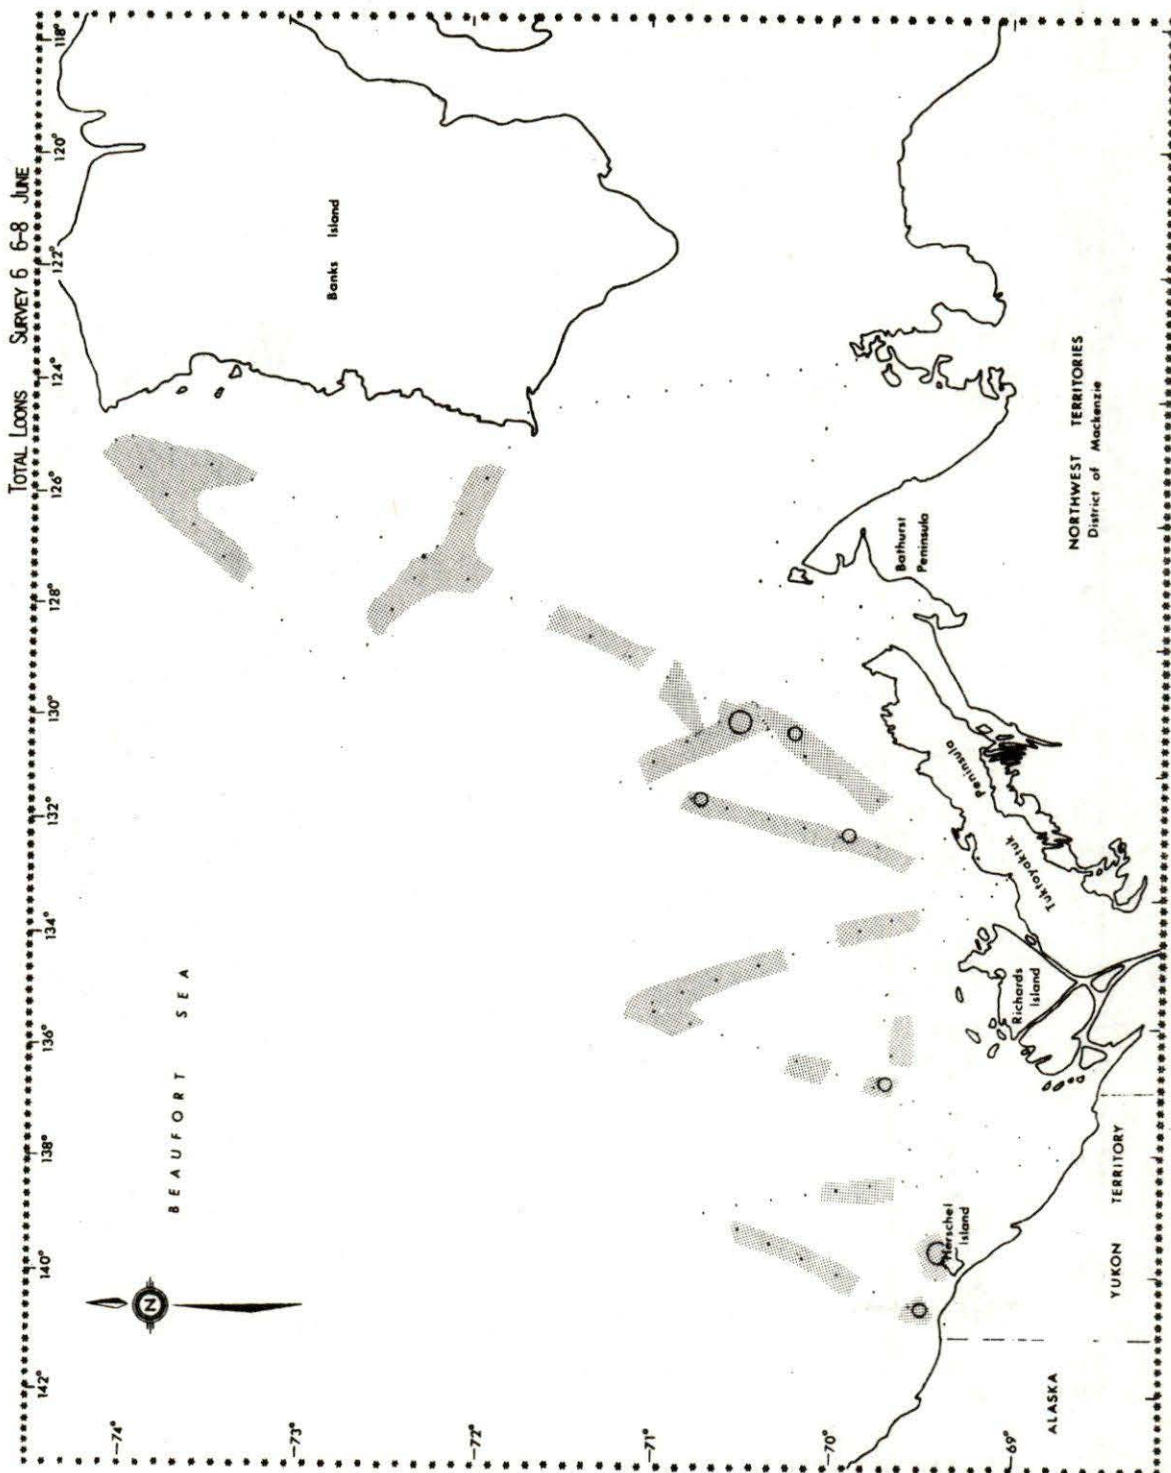 TOTAL LOONS SURVEY 6 6-8 JUNE
118°
120°
122°
124°
126°
128°
130°
132°
134°
136°
138°
140°
142°
-74°
-73°
-72°
-71°
-70°
-69°
Banks Island
BEAUFORT SEA
N
NORTHWEST TERRITORIES
District of Mackenzie
Bathurst
Peninsula
Tuktoyaktuk Peninsula
Richards
Island
Herschel
Island
YUKON TERRITORY
ALASKA